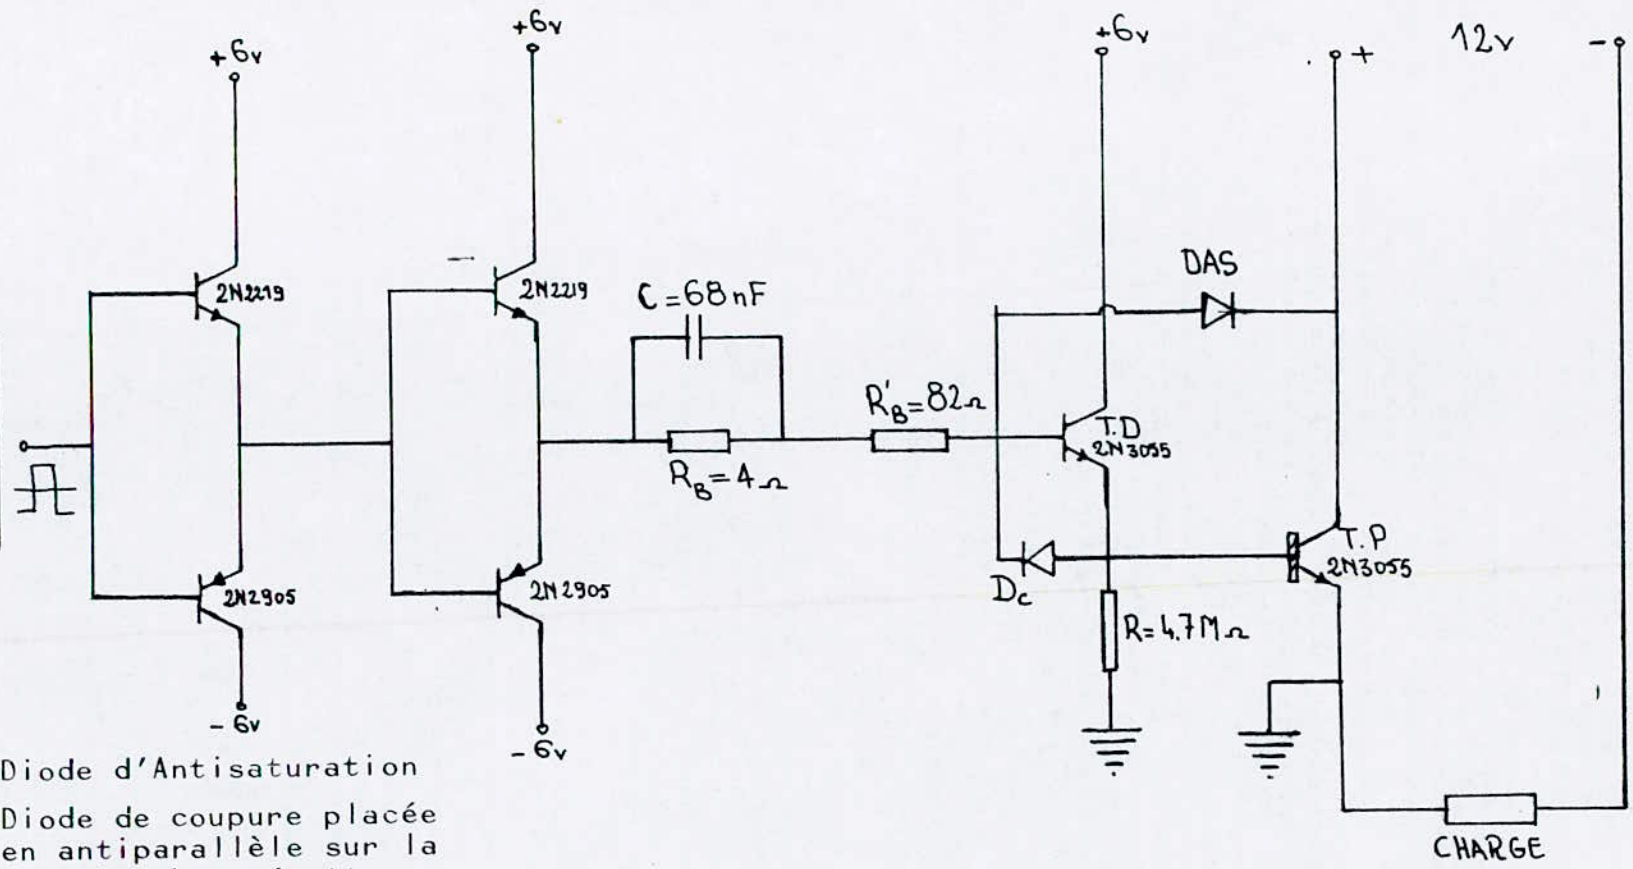 +6v
+6v
+6v
+
12v
-
2N2219
2N2219
C=68nF
DAS
R'B=82Ω
T.D
2N3055
RB=4Ω
T.P
2N3055
Dc
2N2905
2N2905
R=4.7MΩ
-6v
-6v
Diode d'Antisaturation
Diode de coupure placée
en antiparallèle sur la
CHARGE